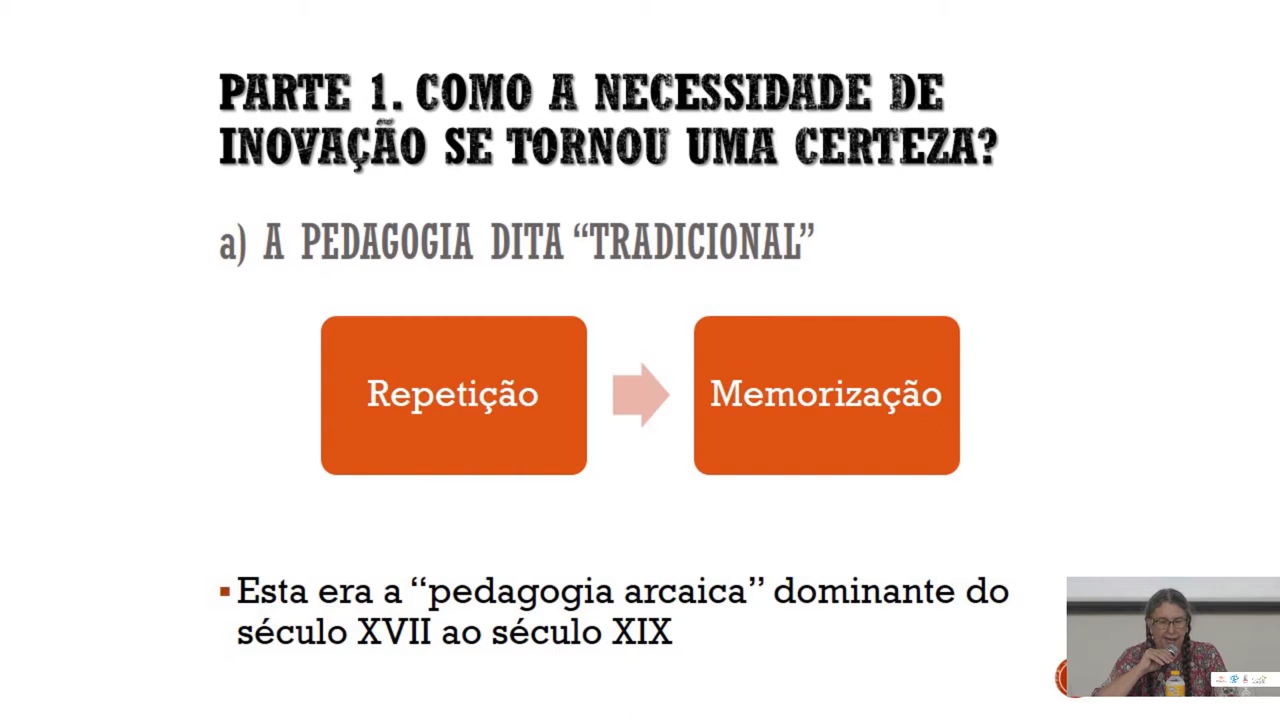 PARTE 1. COMO A NECESSIDADE DE
INOVAÇÃO SE TORNOU UMA CERTEZA?
a) A PEDAGOGIA DITA “TRADICIONAL”
Repetição
Memorização
Esta era a “pedagogia arcaica” dominante do
século XVII ao século XIX